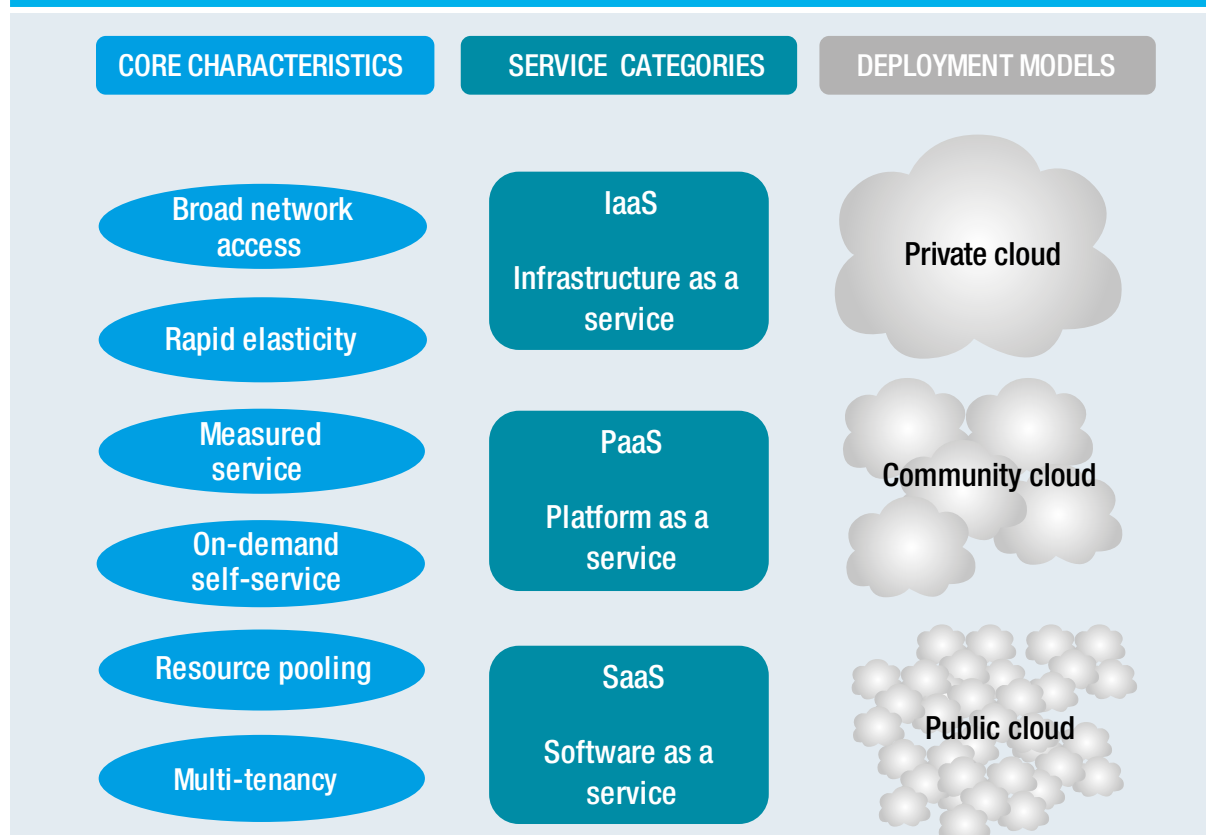 CORE CHARACTERISTICS
SERVICE CATEGORIES
DEPLOYMENT MODELS
Broad network
access
Rapid elasticity
Measured
service
On-demand
self-service
Resource pooling
Multi-tenancy
IaaS
Infrastructure as a
service
PaaS
Platform as a
service
SaaS
Software as a
service
Private cloud
Community cloud
Public cloud